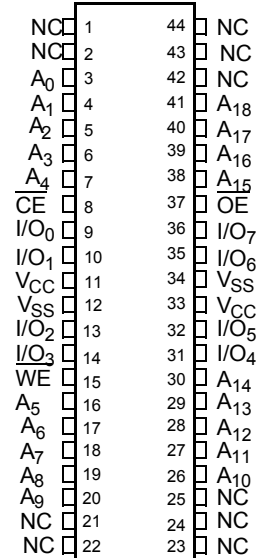 NC 1 44 NC
NC 2 43 NC
A0 3 42 NC
A1 4 41 A18
A2 5 40 A17
A3 6 39 A16
A4 7 38 A15
CE 8 37 OE
I/O0 9 36 I/O7
I/O1 10 35 I/O6
VCC 11 34 VSS
VSS 12 33 VCC
I/O2 13 32 I/O5
I/O3 14 31 I/O4
WE 15 30 A14
A5 16 29 A13
A6 17 28 A12
A7 18 27 A11
A8 19 26 A10
A9 20 25 NC
NC 21 24 NC
NC 22 23 NC